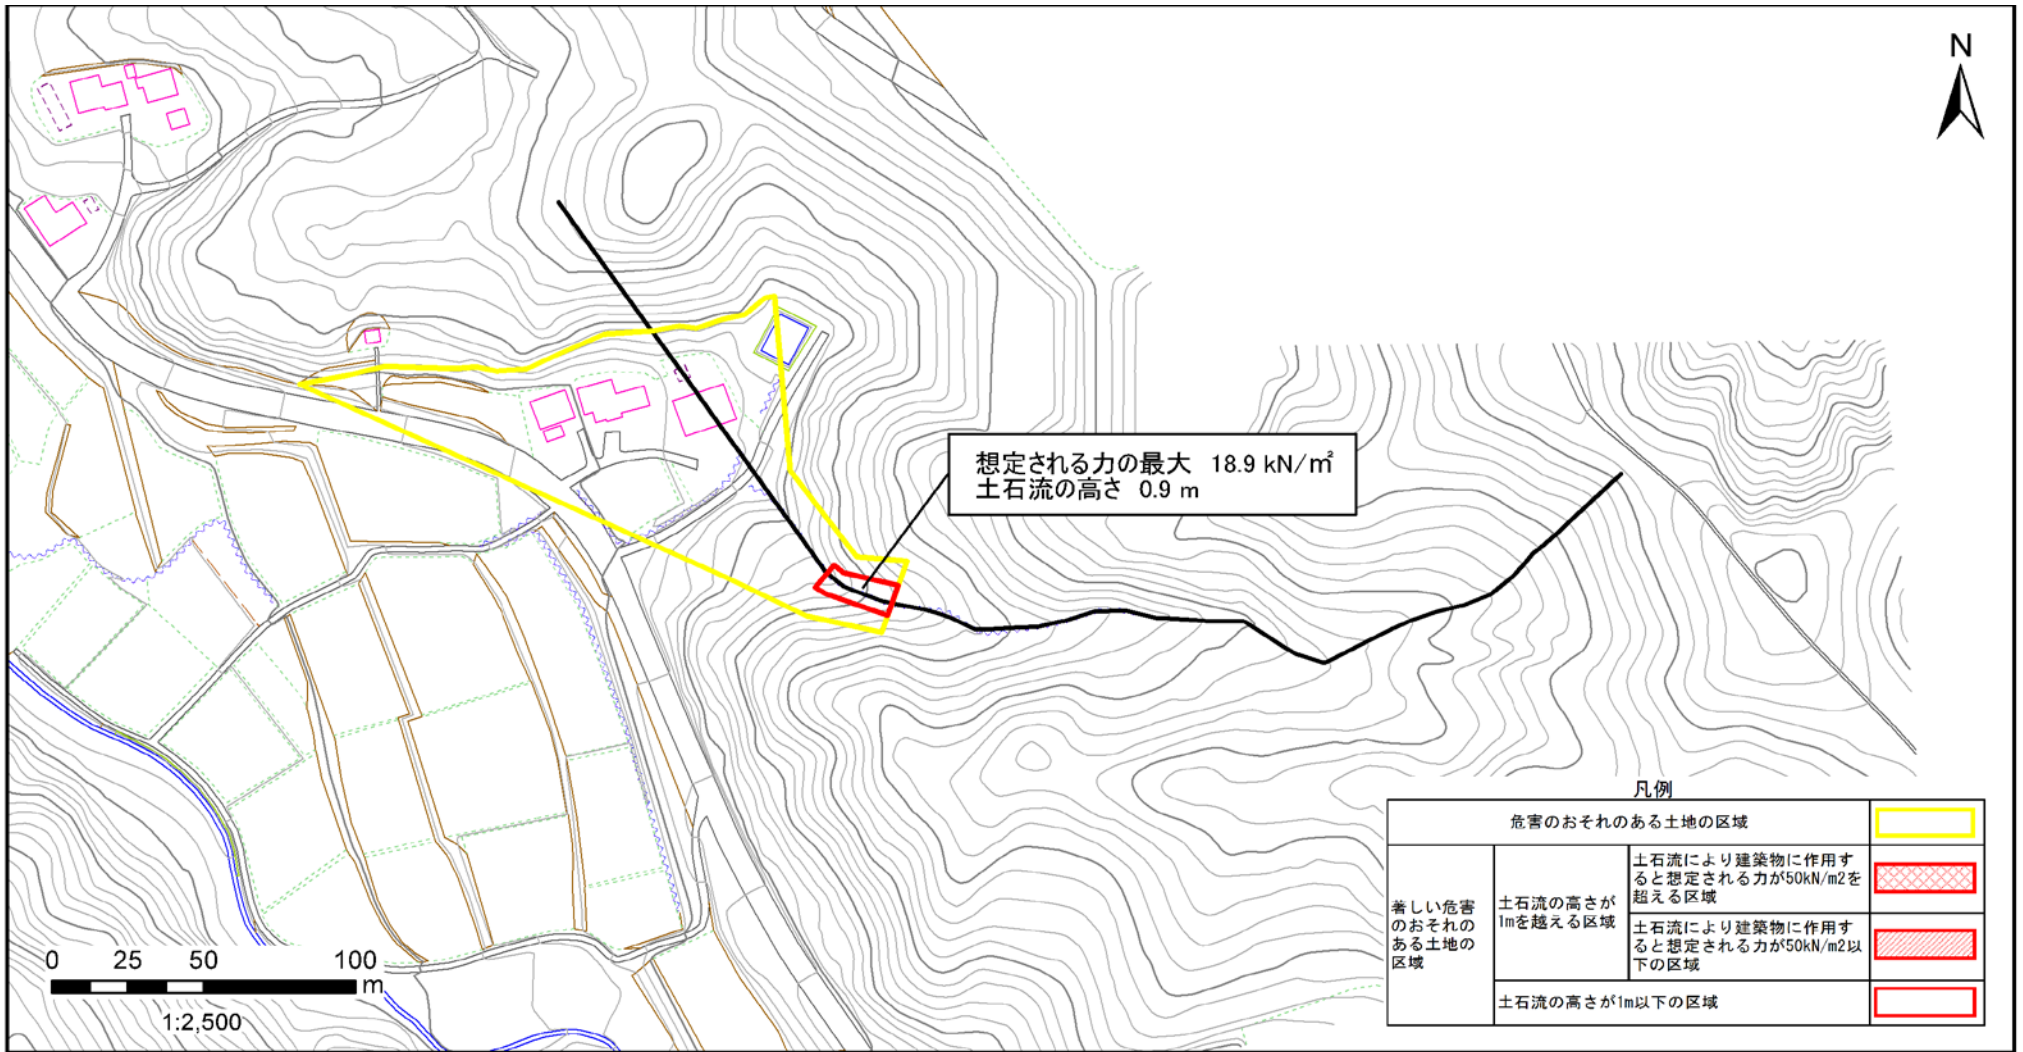 N
想定される力の最大 18.9 kN/㎡
土石流の高さ 0.9 m
凡例
危害のおそれのある土地の区域
著しい危害
のおそれの
ある土地の
区域
土石流の高さが
1mを越える区域
土石流により建築物に作用す
ると想定される力が50kN/m2を
超える区域
土石流により建築物に作用す
ると想定される力が50kN/m2以
下の区域
土石流の高さが1m以下の区域
0 25 50 100
m
1:2,500